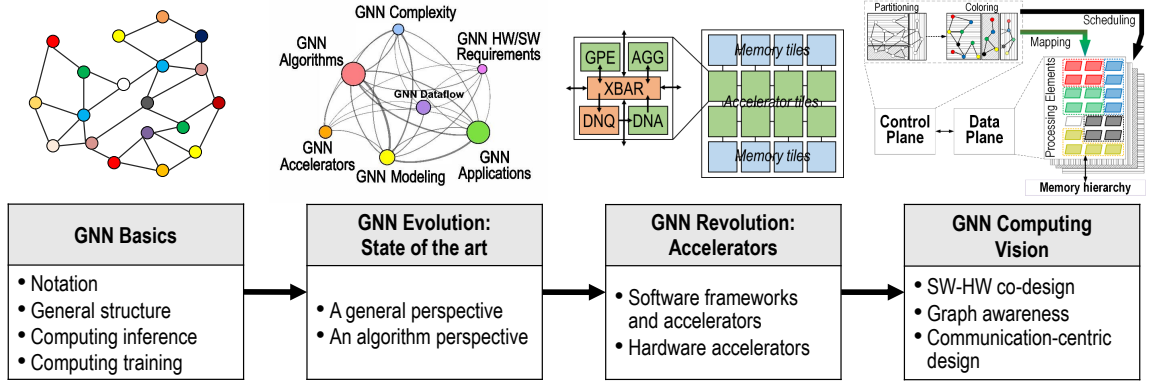 GNN Complexity
GNN
Algorithms
GNN HW/SW
Requirements
GNN Dataflow
GNN
Accelerators
GNN Modeling
GNN
Applications
GPE
AGG
XBAR
DNQ
DNA
Memory tiles
Accelerator tiles
Memory tiles
Partitioning
Coloring
Scheduling
Mapping
Control
Plane
Data
Plane
Processing Elements
Memory hierarchy
GNN Basics
• Notation
• General structure
• Computing inference
• Computing training
GNN Evolution:
State of the art
• A general perspective
• An algorithm perspective
GNN Revolution:
Accelerators
• Software frameworks
and accelerators
• Hardware accelerators
GNN Computing
Vision
• SW-HW co-design
• Graph awareness
• Communication-centric
design